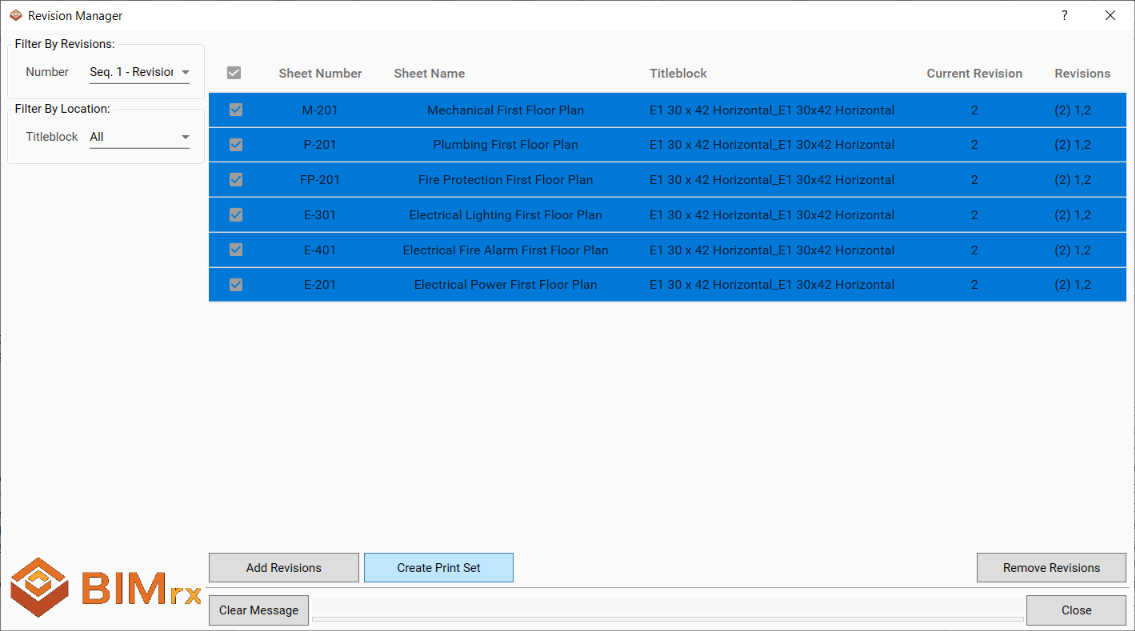 Revision Manager ?
Filter By Revisions:
Number Seq. 1 - Revision
Filter By Location:
Titleblock All
Sheet Number Sheet Name Titleblock Current Revision Revisions
M-201 Mechanical First Floor Plan E1 30 x 42 Horizontal_E1 30x42 Horizontal 2 (2) 1,2
P-201 Plumbing First Floor Plan E1 30 x 42 Horizontal_E1 30x42 Horizontal 2 (2) 1,2
FP-201 Fire Protection First Floor Plan E1 30 x 42 Horizontal_E1 30x42 Horizontal 2 (2) 1,2
E-301 Electrical Lighting First Floor Plan E1 30 x 42 Horizontal_E1 30x42 Horizontal 2 (2) 1,2
E-401 Electrical Fire Alarm First Floor Plan E1 30 x 42 Horizontal_E1 30x42 Horizontal 2 (2) 1,2
E-201 Electrical Power First Floor Plan E1 30 x 42 Horizontal_E1 30x42 Horizontal 2 (2) 1,2
Add Revisions Create Print Set Remove Revisions
BIMrx
Clear Message Close